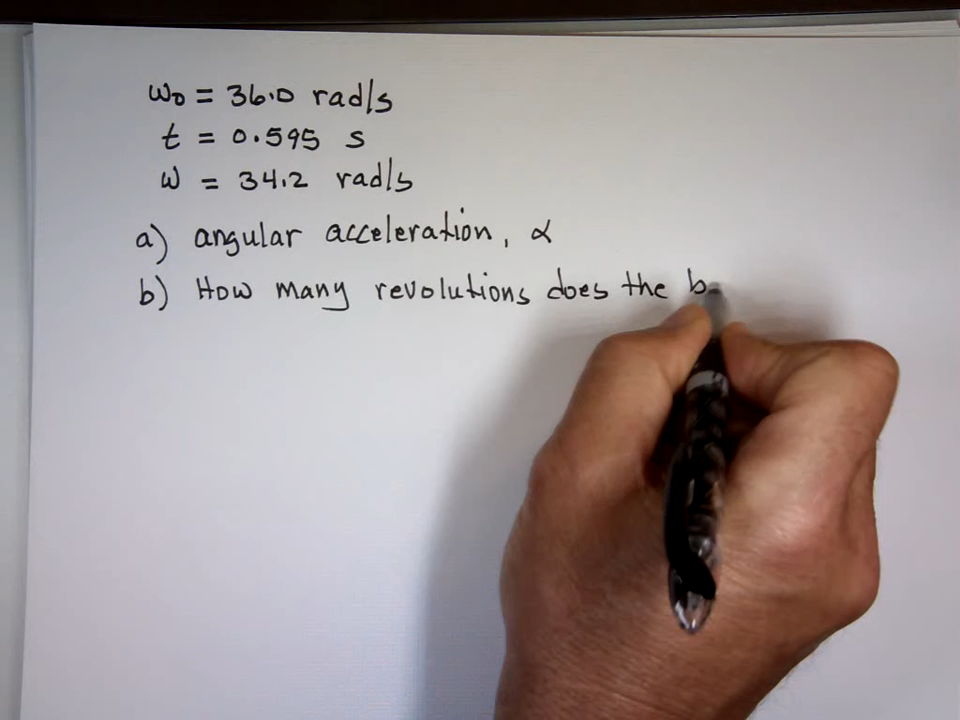 ω₀ = 36.0 rad/s
t = 0.595 s
ω = 34.2 rad/s
a) angular acceleration, α
b) How many revolutions does the b